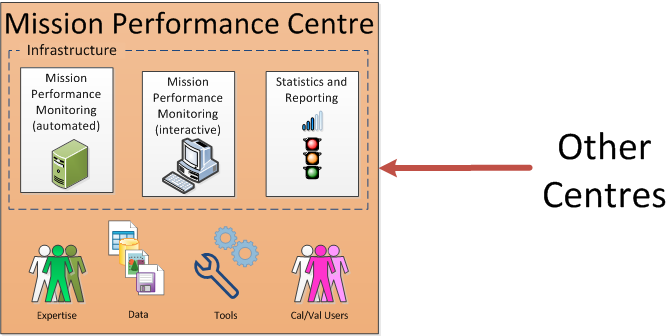 Mission Performance Centre
Infrastructure
Mission
Performance
Monitoring
(automated)
Mission
Performance
Monitoring
(interactive)
Statistics and
Reporting
Other
Centres
Expertise
Data
Tools
Cal/Val Users